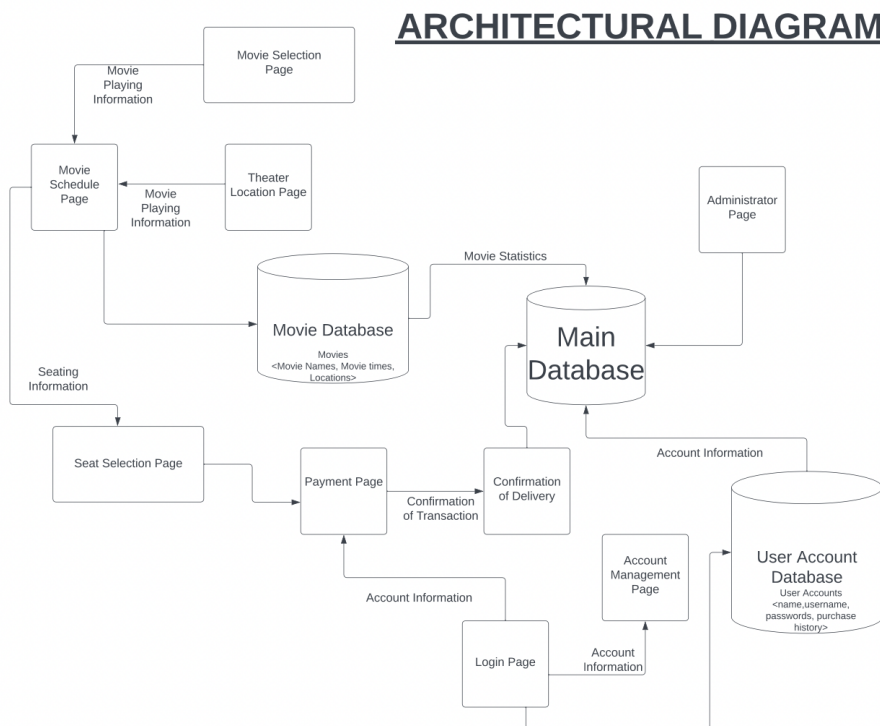 ARCHITECTURAL DIAGRAM
Movie Selection
Page
Movie
Playing
Information
Movie
Schedule
Page
Theater
Location Page
Movie
Playing
Information
Administrator
Page
Movie Statistics
Movie Database
Movies
<Movie Names, Movie times,
Locations>
Main
Database
Seating
Information
Seat Selection Page
Payment Page
Confirmation
of Transaction
Confirmation
of Delivery
Account Information
User Account
Database
User Accounts
<name,username,
passwords, purchase
history>
Account
Management
Page
Account Information
Login Page
Account
Information